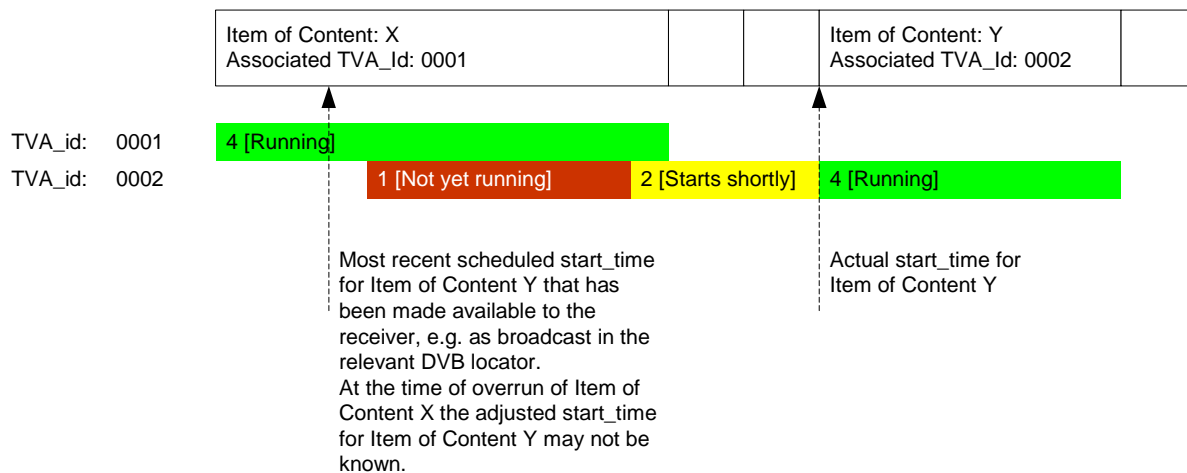 Item of Content: X
Associated TVA_Id: 0001
Item of Content: Y
Associated TVA_Id: 0002
TVA_id: 0001
4 [Running]
TVA_id: 0002
1 [Not yet running]
2 [Starts shortly]
4 [Running]
Most recent scheduled start_time
for Item of Content Y that has
been made available to the
receiver, e.g. as broadcast in the
relevant DVB locator.
At the time of overrun of Item of
Content X the adjusted start_time
for Item of Content Y may not be
known.
Actual start_time for
Item of Content Y